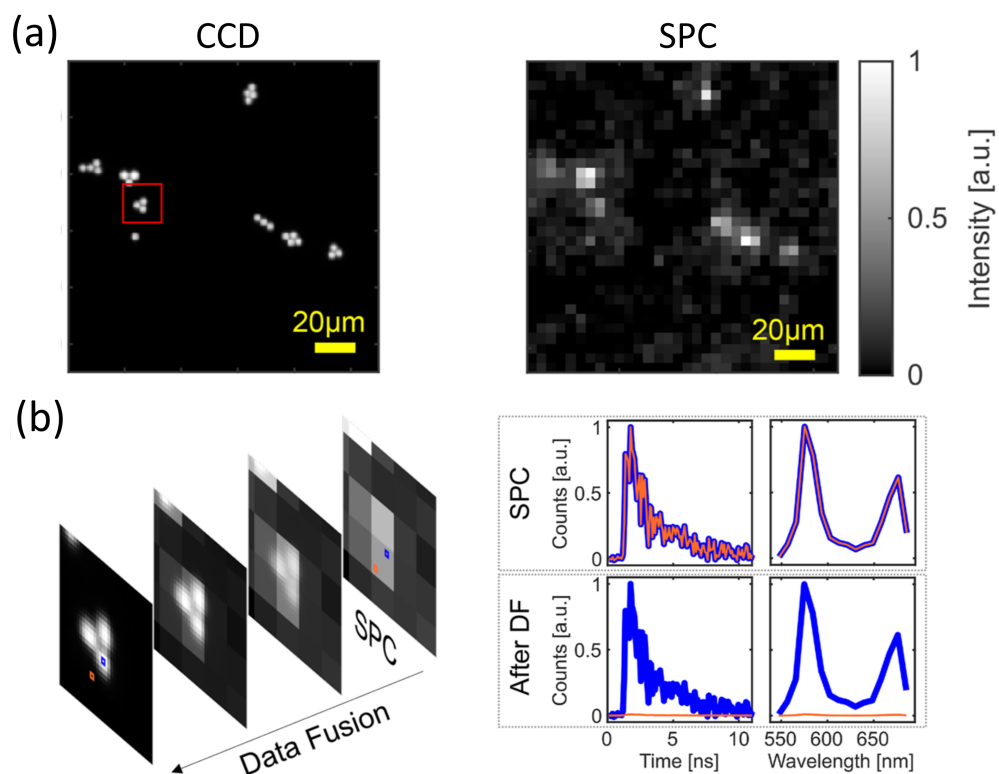 (a)
CCD
SPC
20μm
20μm
1
0.5
0
Intensity [a.u.]
(b)
SPC
Data Fusion
SPC
Counts [a.u.]
1
0.5
0
After DF
Counts [a.u.]
1
0.5
0
0 5 10
Time [ns]
550 600 650
Wavelength [nm]